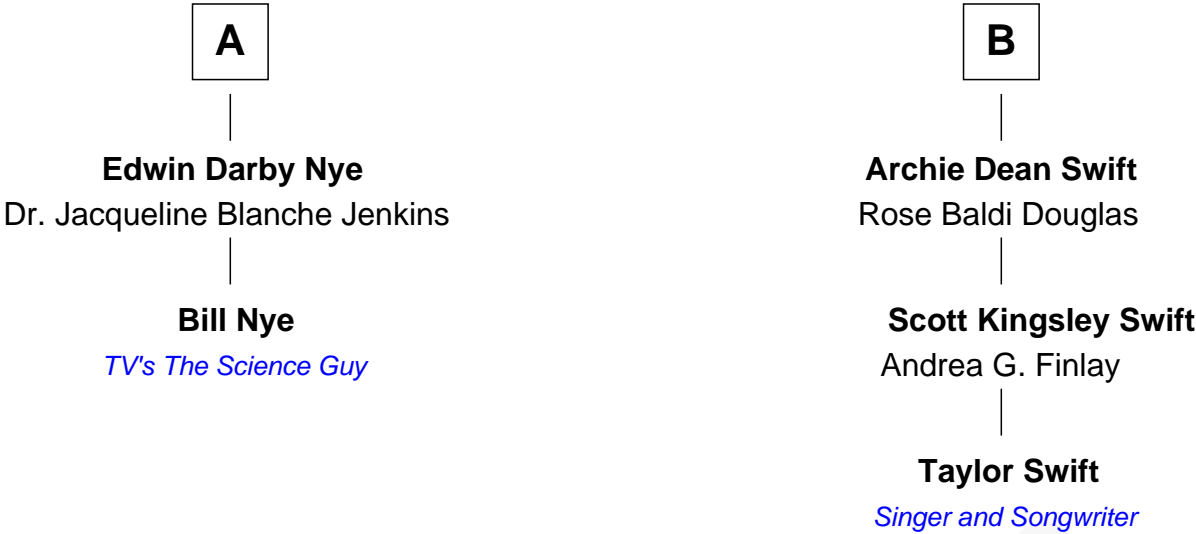 A
B
Edwin Darby Nye
Archie Dean Swift
Dr. Jacqueline Blanche Jenkins
Rose Baldi Douglas
Bill Nye
Scott Kingsley Swift
TV's The Science Guy
Andrea G. Finlay
Taylor Swift
Singer and Songwriter